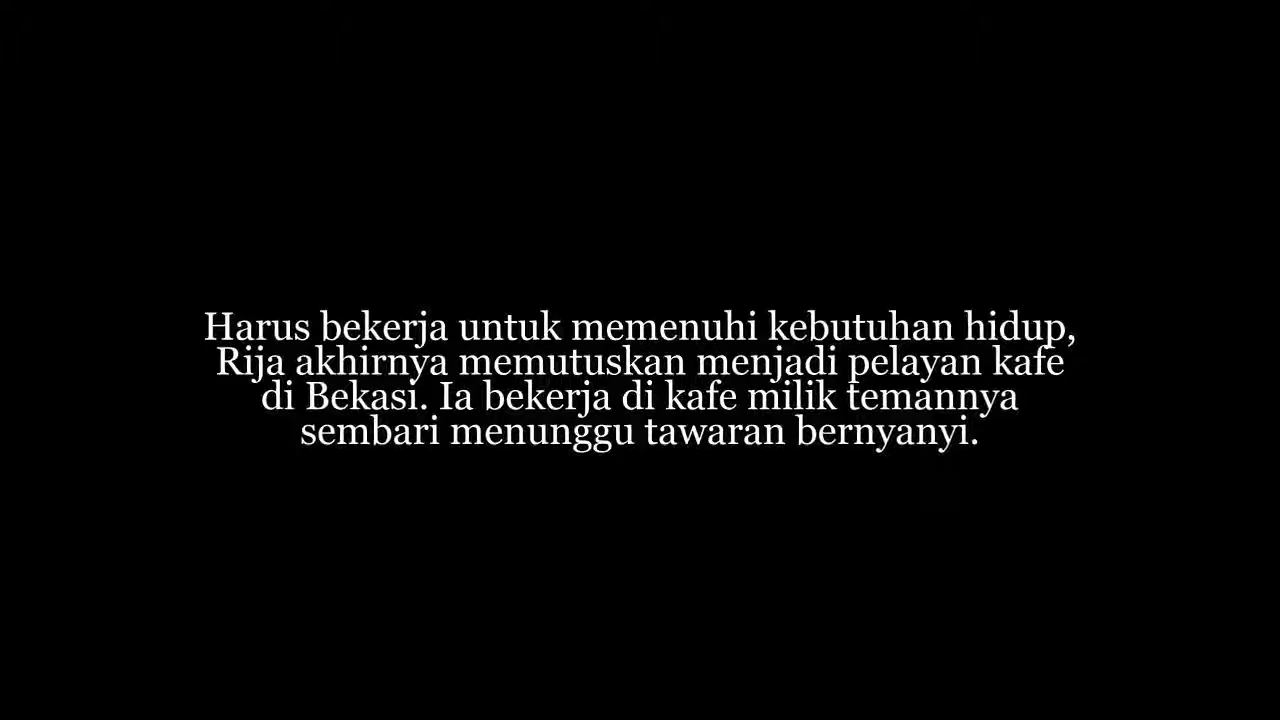 Harus bekerja untuk memenuhi kebutuhan hidup,
Rija akhirnya memutuskan menjadi pelayan kafe
di Bekasi. Ia bekerja di kafe milik temannya
sembari menunggu tawaran bernyanyi.